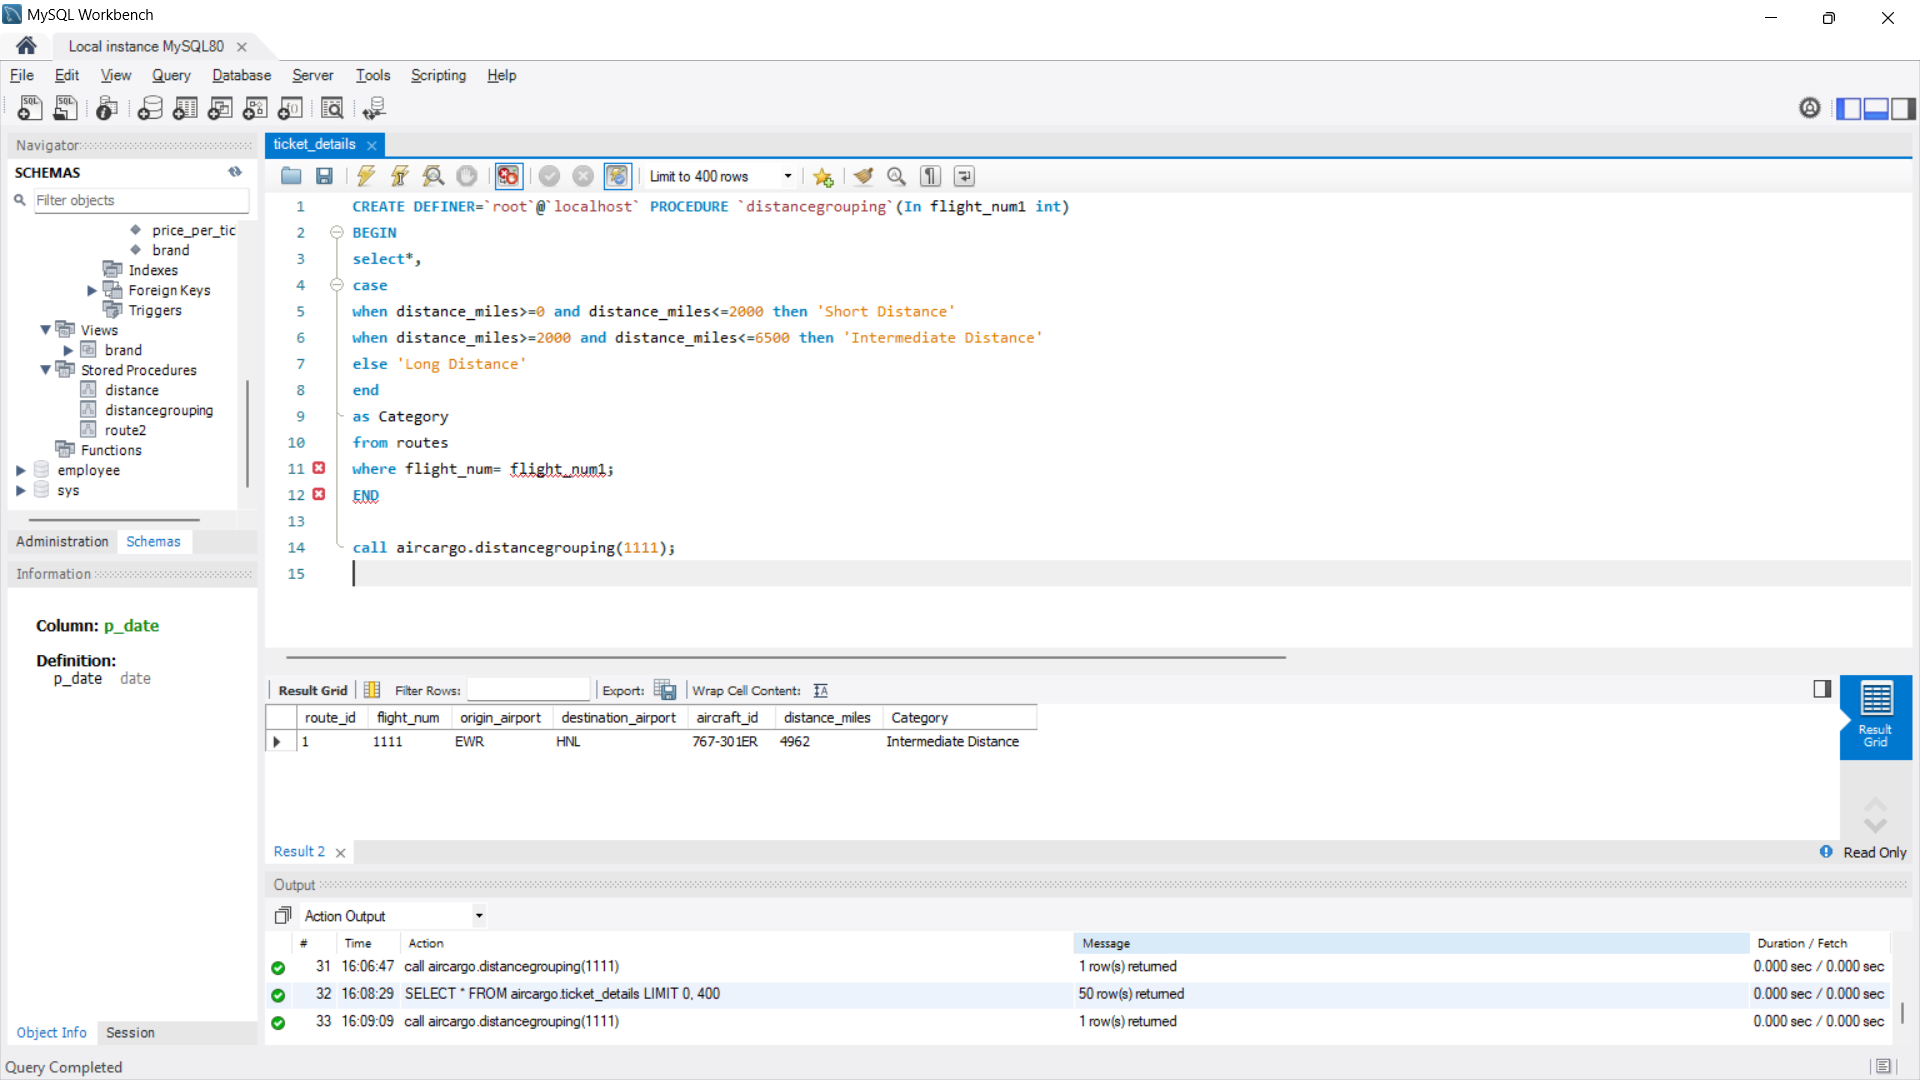 MySQL Workbench
Local instance MySQL80
File Edit View Query Database Server Tools Scripting Help
Navigator
SCHEMAS
Filter objects
price_per_tic
brand
Indexes
Foreign Keys
Triggers
Views
brand
Stored Procedures
distance
distancegrouping
route2
Functions
employee
sys
Administration Schemas
Information
Column: p_date
Definition:
p_date date
Object Info Session
ticket_details
Limit to 400 rows
1 CREATE DEFINER=`root`@`localhost` PROCEDURE `distancegrouping`(In flight_num1 int)
2 BEGIN
3 select*,
4 case
5 when distance_miles>=0 and distance_miles<=2000 then 'Short Distance'
6 when distance_miles>=2000 and distance_miles<=6500 then 'Intermediate Distance'
7 else 'Long Distance'
8 end
9 as Category
10 from routes
11 where flight_num= flight_num1;
12 END
13
14 call aircargo.distancegrouping(1111);
15
Result Grid Filter Rows: Export: Wrap Cell Content:
route_id flight_num origin_airport destination_airport aircraft_id distance_miles Category
1 1111 EWR HNL 767-301ER 4962 Intermediate Distance
Result
Grid
Result 2
Read Only
Output
Action Output
# Time Action Message Duration / Fetch
31 16:06:47 call aircargo.distancegrouping(1111) 1 row(s) returned 0.000 sec / 0.000 sec
32 16:08:29 SELECT * FROM aircargo.ticket_details LIMIT 0, 400 50 row(s) returned 0.000 sec / 0.000 sec
33 16:09:09 call aircargo.distancegrouping(1111) 1 row(s) returned 0.000 sec / 0.000 sec
Query Completed